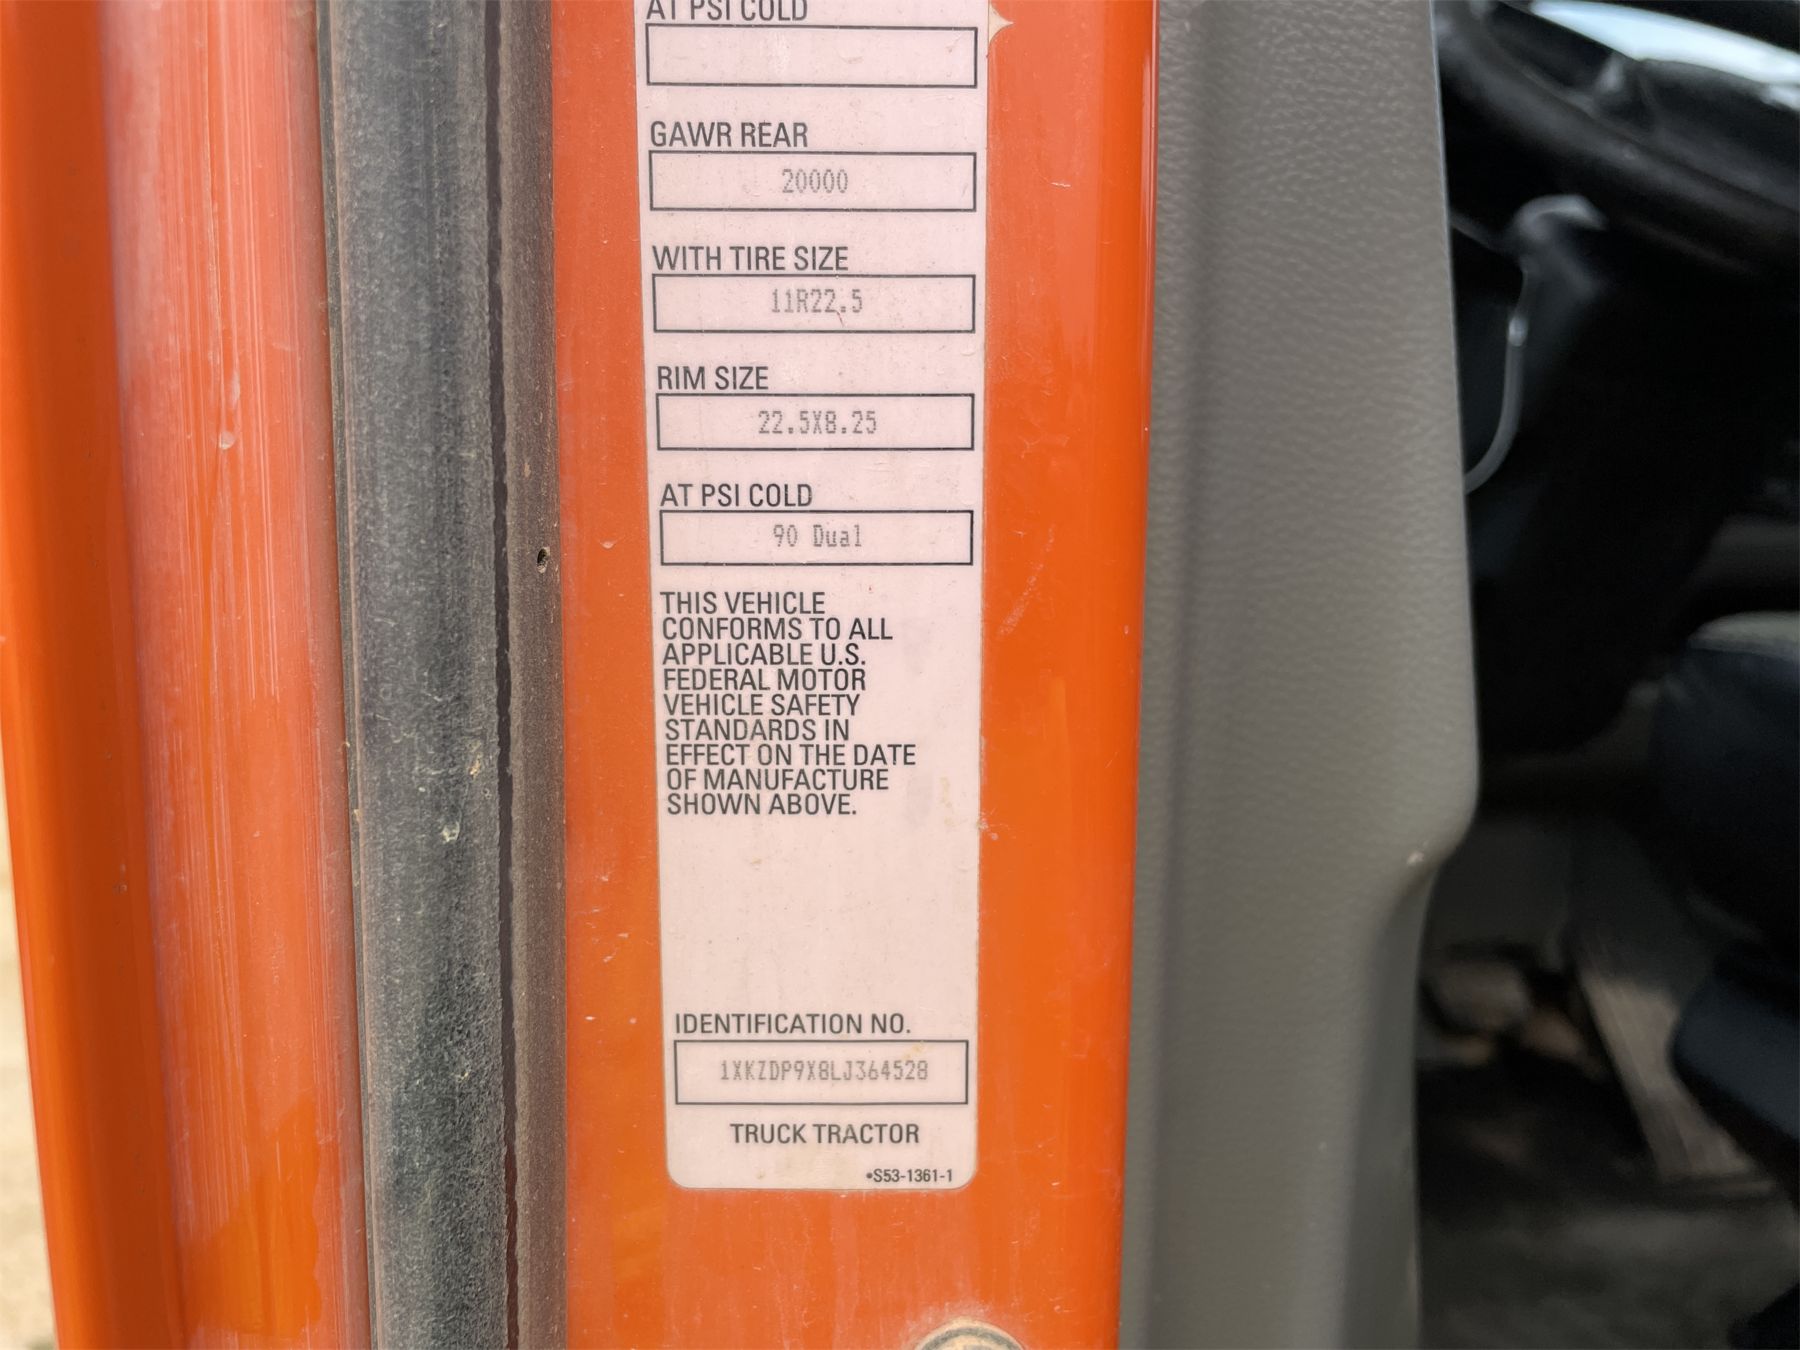 AT PSI COLD
GAWR REAR
20000
WITH TIRE SIZE
11R22.5
RIM SIZE
22.5X8.25
AT PSI COLD
90 Dual
THIS VEHICLE
CONFORMS TO ALL
APPLICABLE U.S.
FEDERAL MOTOR
VEHICLE SAFETY
STANDARDS IN
EFFECT ON THE DATE
OF MANUFACTURE
SHOWN ABOVE.
IDENTIFICATION NO.
1XKZDP9X8LJ364528
TRUCK TRACTOR
•S53-1361-1